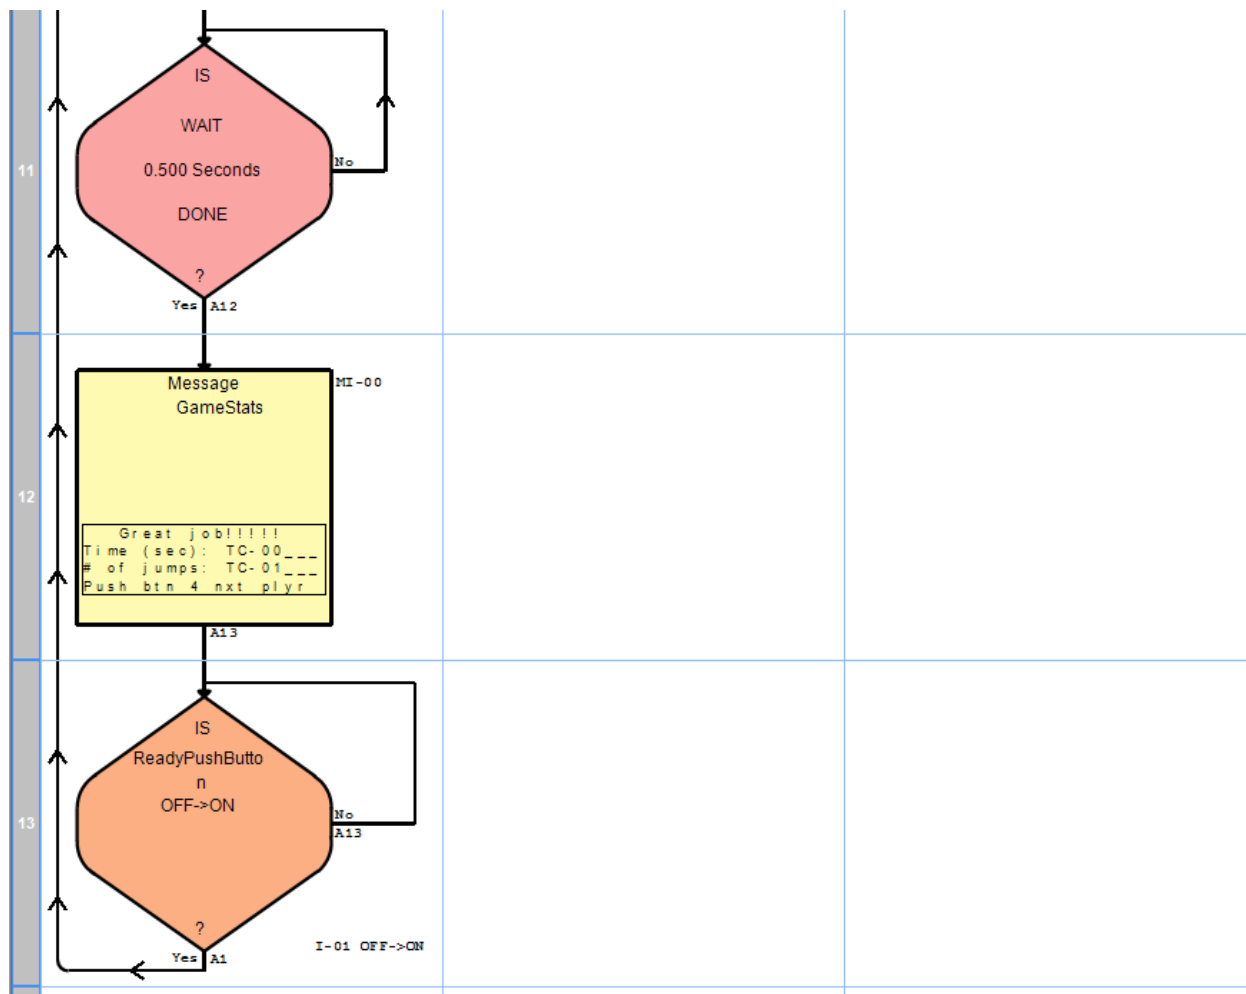 11
IS
WAIT
0.500 Seconds
DONE
?
No
Yes A12
12
Message
GameStats
MI-00
Great job!!!!!
Time (sec): TC-00___
# of jumps: TC-01___
Push btn 4 nxt plyr
A13
13
IS
ReadyPushButto
n
OFF->ON
No
A13
?
I-01 OFF->ON
Yes A1